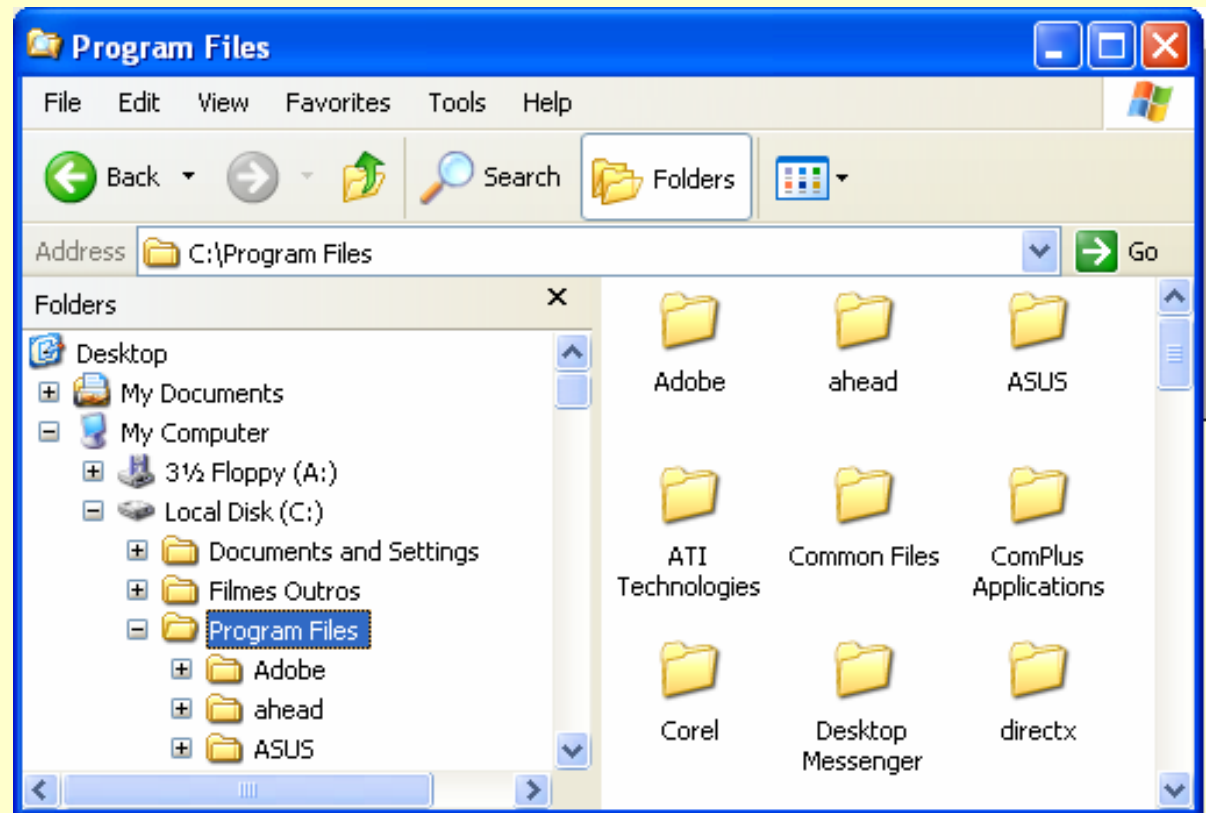 Program Files
File Edit View Favorites Tools Help
Back Search Folders
Address C:\Program Files Go
Folders
Desktop
My Documents
My Computer
3½ Floppy (A:)
Local Disk (C:)
Documents and Settings
Filmes Outros
Program Files
Adobe
ahead
ASUS
Adobe ahead ASUS
ATI Common Files ComPlus
Technologies Applications
Corel Desktop directx
Messenger